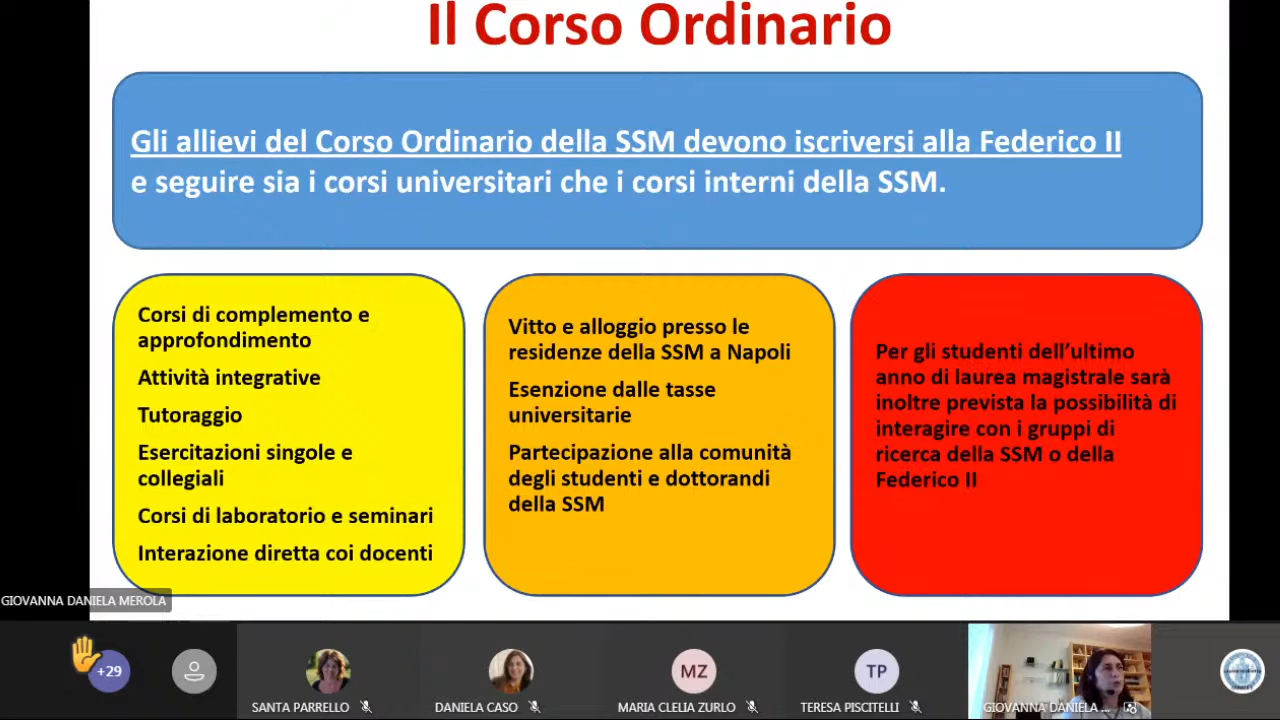 Il Corso Ordinario
Gli allievi del Corso Ordinario della SSM devono iscriversi alla Federico II
e seguire sia i corsi universitari che i corsi interni della SSM.
Corsi di complemento e
approfondimento
Attività integrative
Tutoraggio
Esercitazioni singole e
collegiali
Corsi di laboratorio e seminari
Interazione diretta coi docenti
Vitto e alloggio presso le
residenze della SSM a Napoli
Esenzione dalle tasse
universitarie
Partecipazione alla comunità
degli studenti e dottorandi
della SSM
Per gli studenti dell’ultimo
anno di laurea magistrale sarà
inoltre prevista la possibilità di
interagire con i gruppi di
ricerca della SSM o della
Federico II
GIOVANNA DANIELA MEROLA
+29
SANTA PARRELLO
DANIELA CASO
MZ
MARIA CLELIA ZURLO
TP
TERESA PISCITELLI
GIOVANNA DANIELA ...